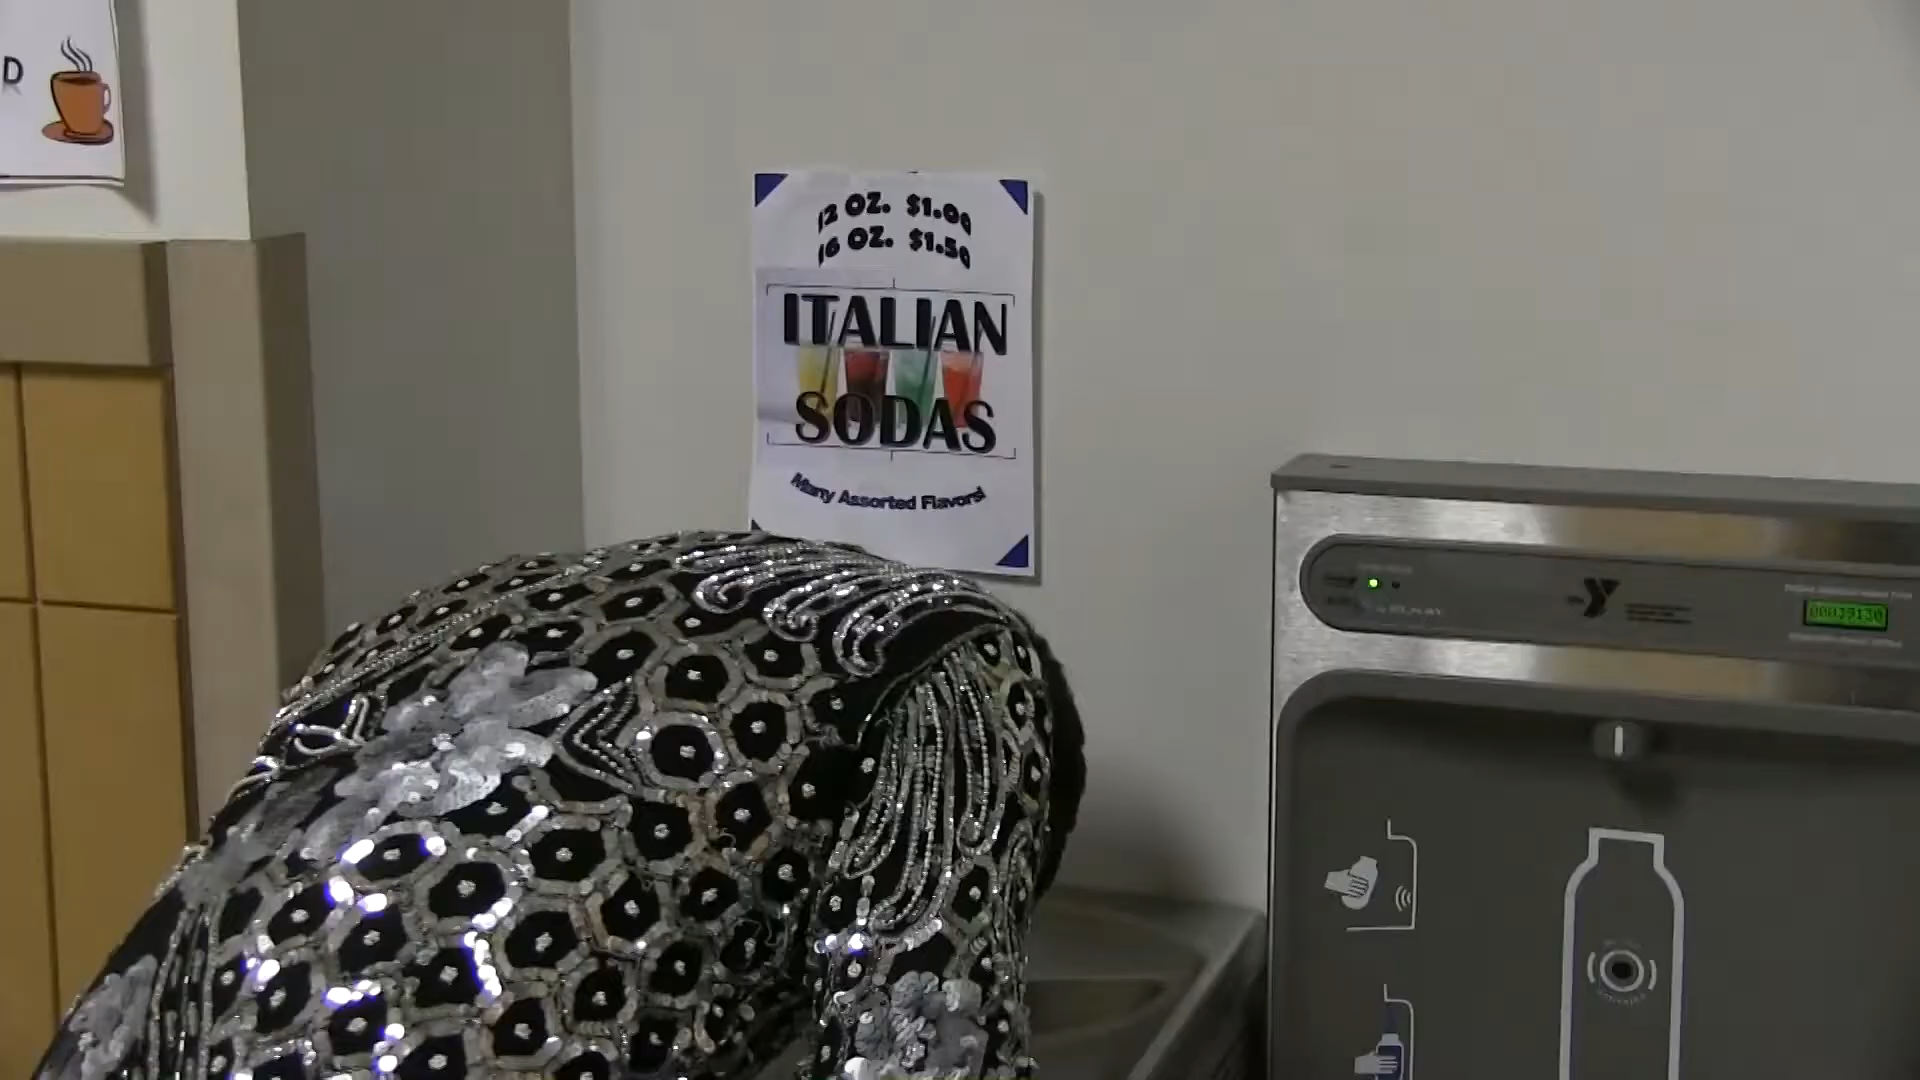 D
12 OZ. $1.00
16 OZ. $1.50
ITALIAN
SODAS
Many Assorted Flavors!